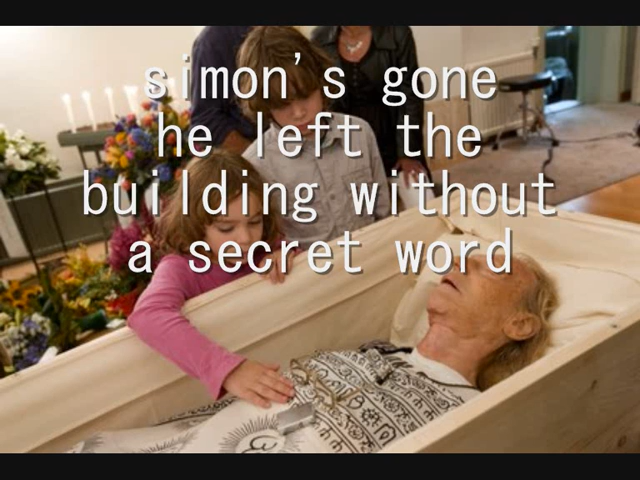 simon's gone
he left the
building without
a secret word